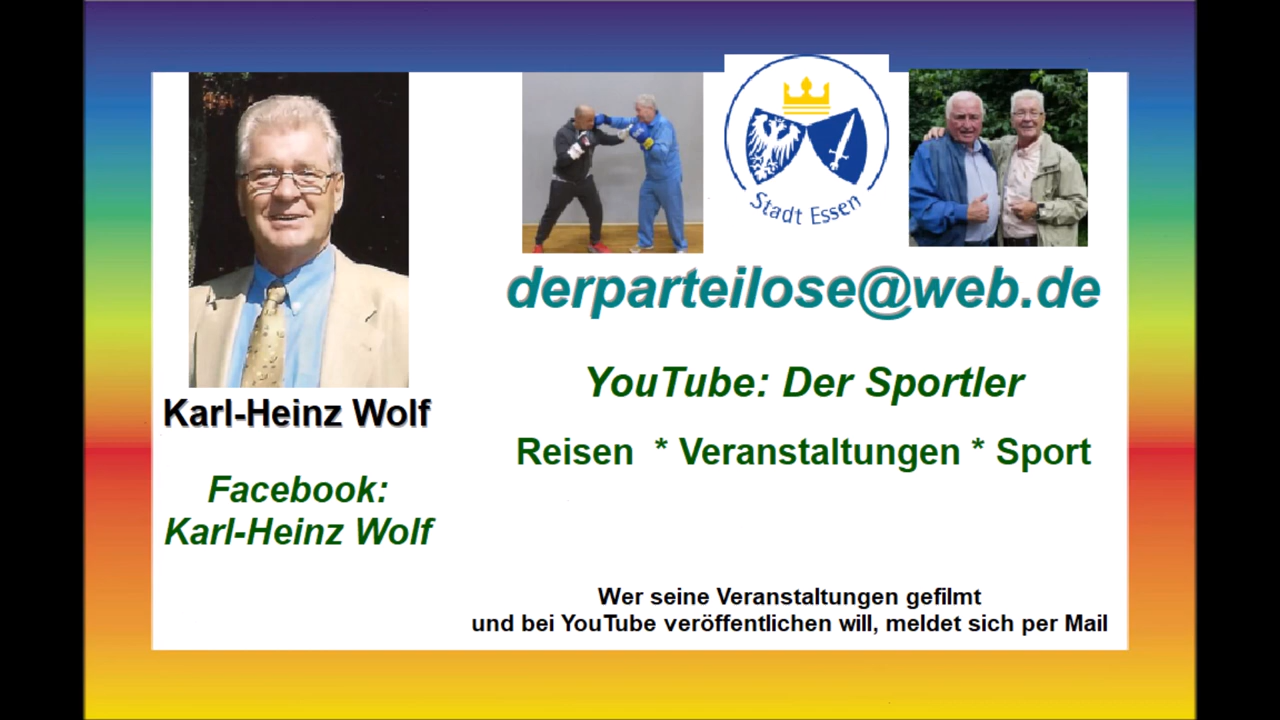 Stadt Essen
derparteilose@web.de
Karl-Heinz Wolf
YouTube: Der Sportler
Reisen * Veranstaltungen * Sport
Facebook:
Karl-Heinz Wolf
Wer seine Veranstaltungen gefilmt
und bei YouTube veröffentlichen will, meldet sich per Mail